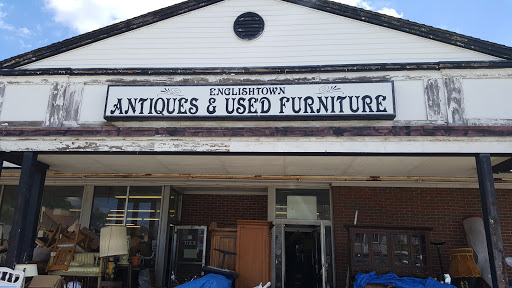 ENGLISHTOWN
ANTIQUES & USED FURNITURE